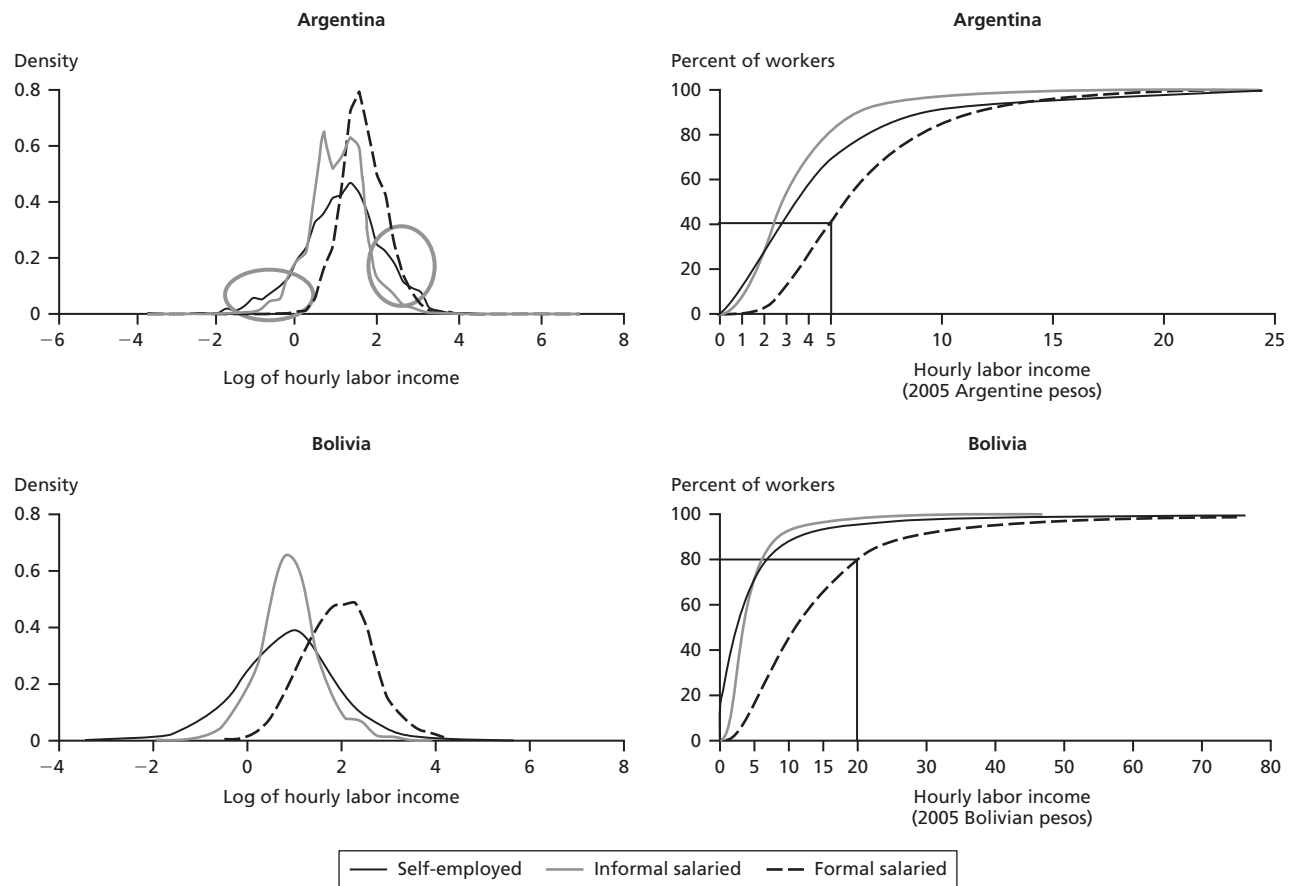 Argentina
Density
0.8
0.6
0.4
0.2
0
−6 −4 −2 0 2 4 6 8
Log of hourly labor income
Argentina
Percent of workers
100
80
60
40
20
0
0 1 2 3 4 5 10 15 20 25
Hourly labor income
(2005 Argentine pesos)
Bolivia
Density
0.8
0.6
0.4
0.2
0
−4 −2 0 2 4 6 8
Log of hourly labor income
Bolivia
Percent of workers
100
80
60
40
20
0
0 5 10 15 20 30 40 50 60 70 80
Hourly labor income
(2005 Bolivian pesos)
Self-employed Informal salaried Formal salaried